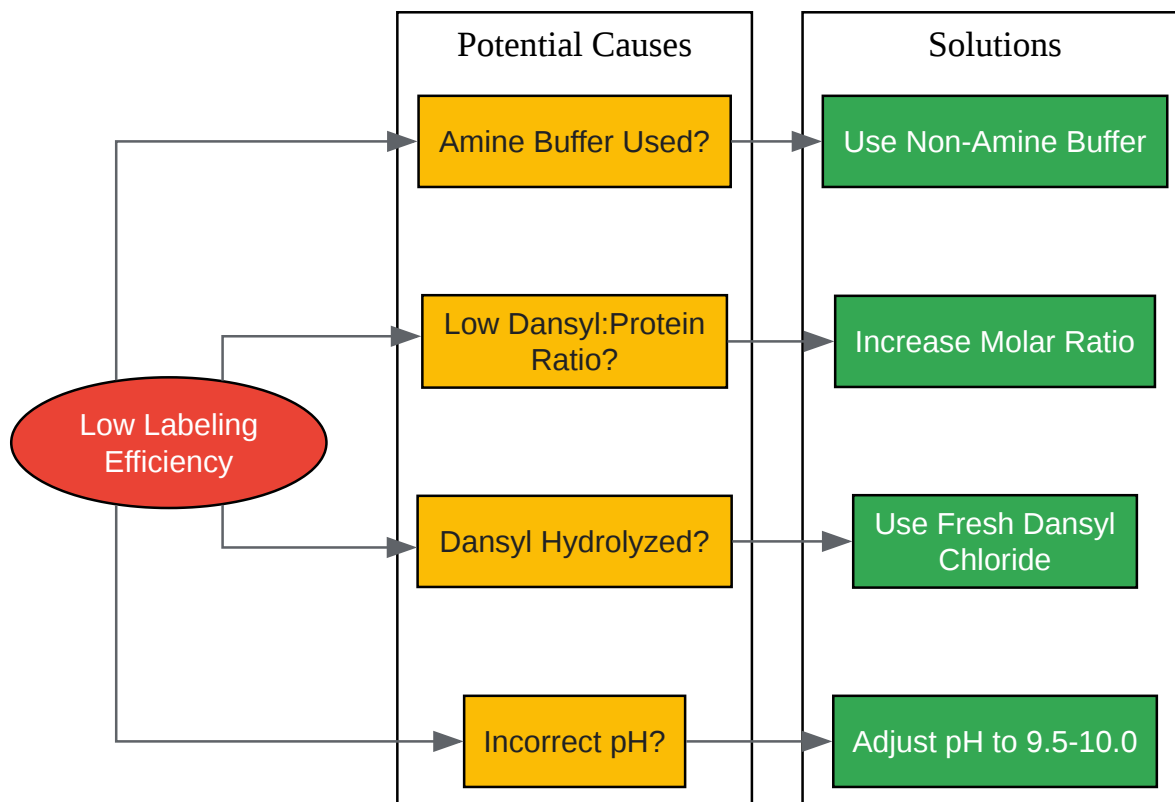 Potential Causes
Solutions
Amine Buffer Used?
Use Non-Amine Buffer
Low Dansyl:Protein
Ratio?
Increase Molar Ratio
Low Labeling
Efficiency
Dansyl Hydrolyzed?
Use Fresh Dansyl
Chloride
Incorrect pH?
Adjust pH to 9.5-10.0